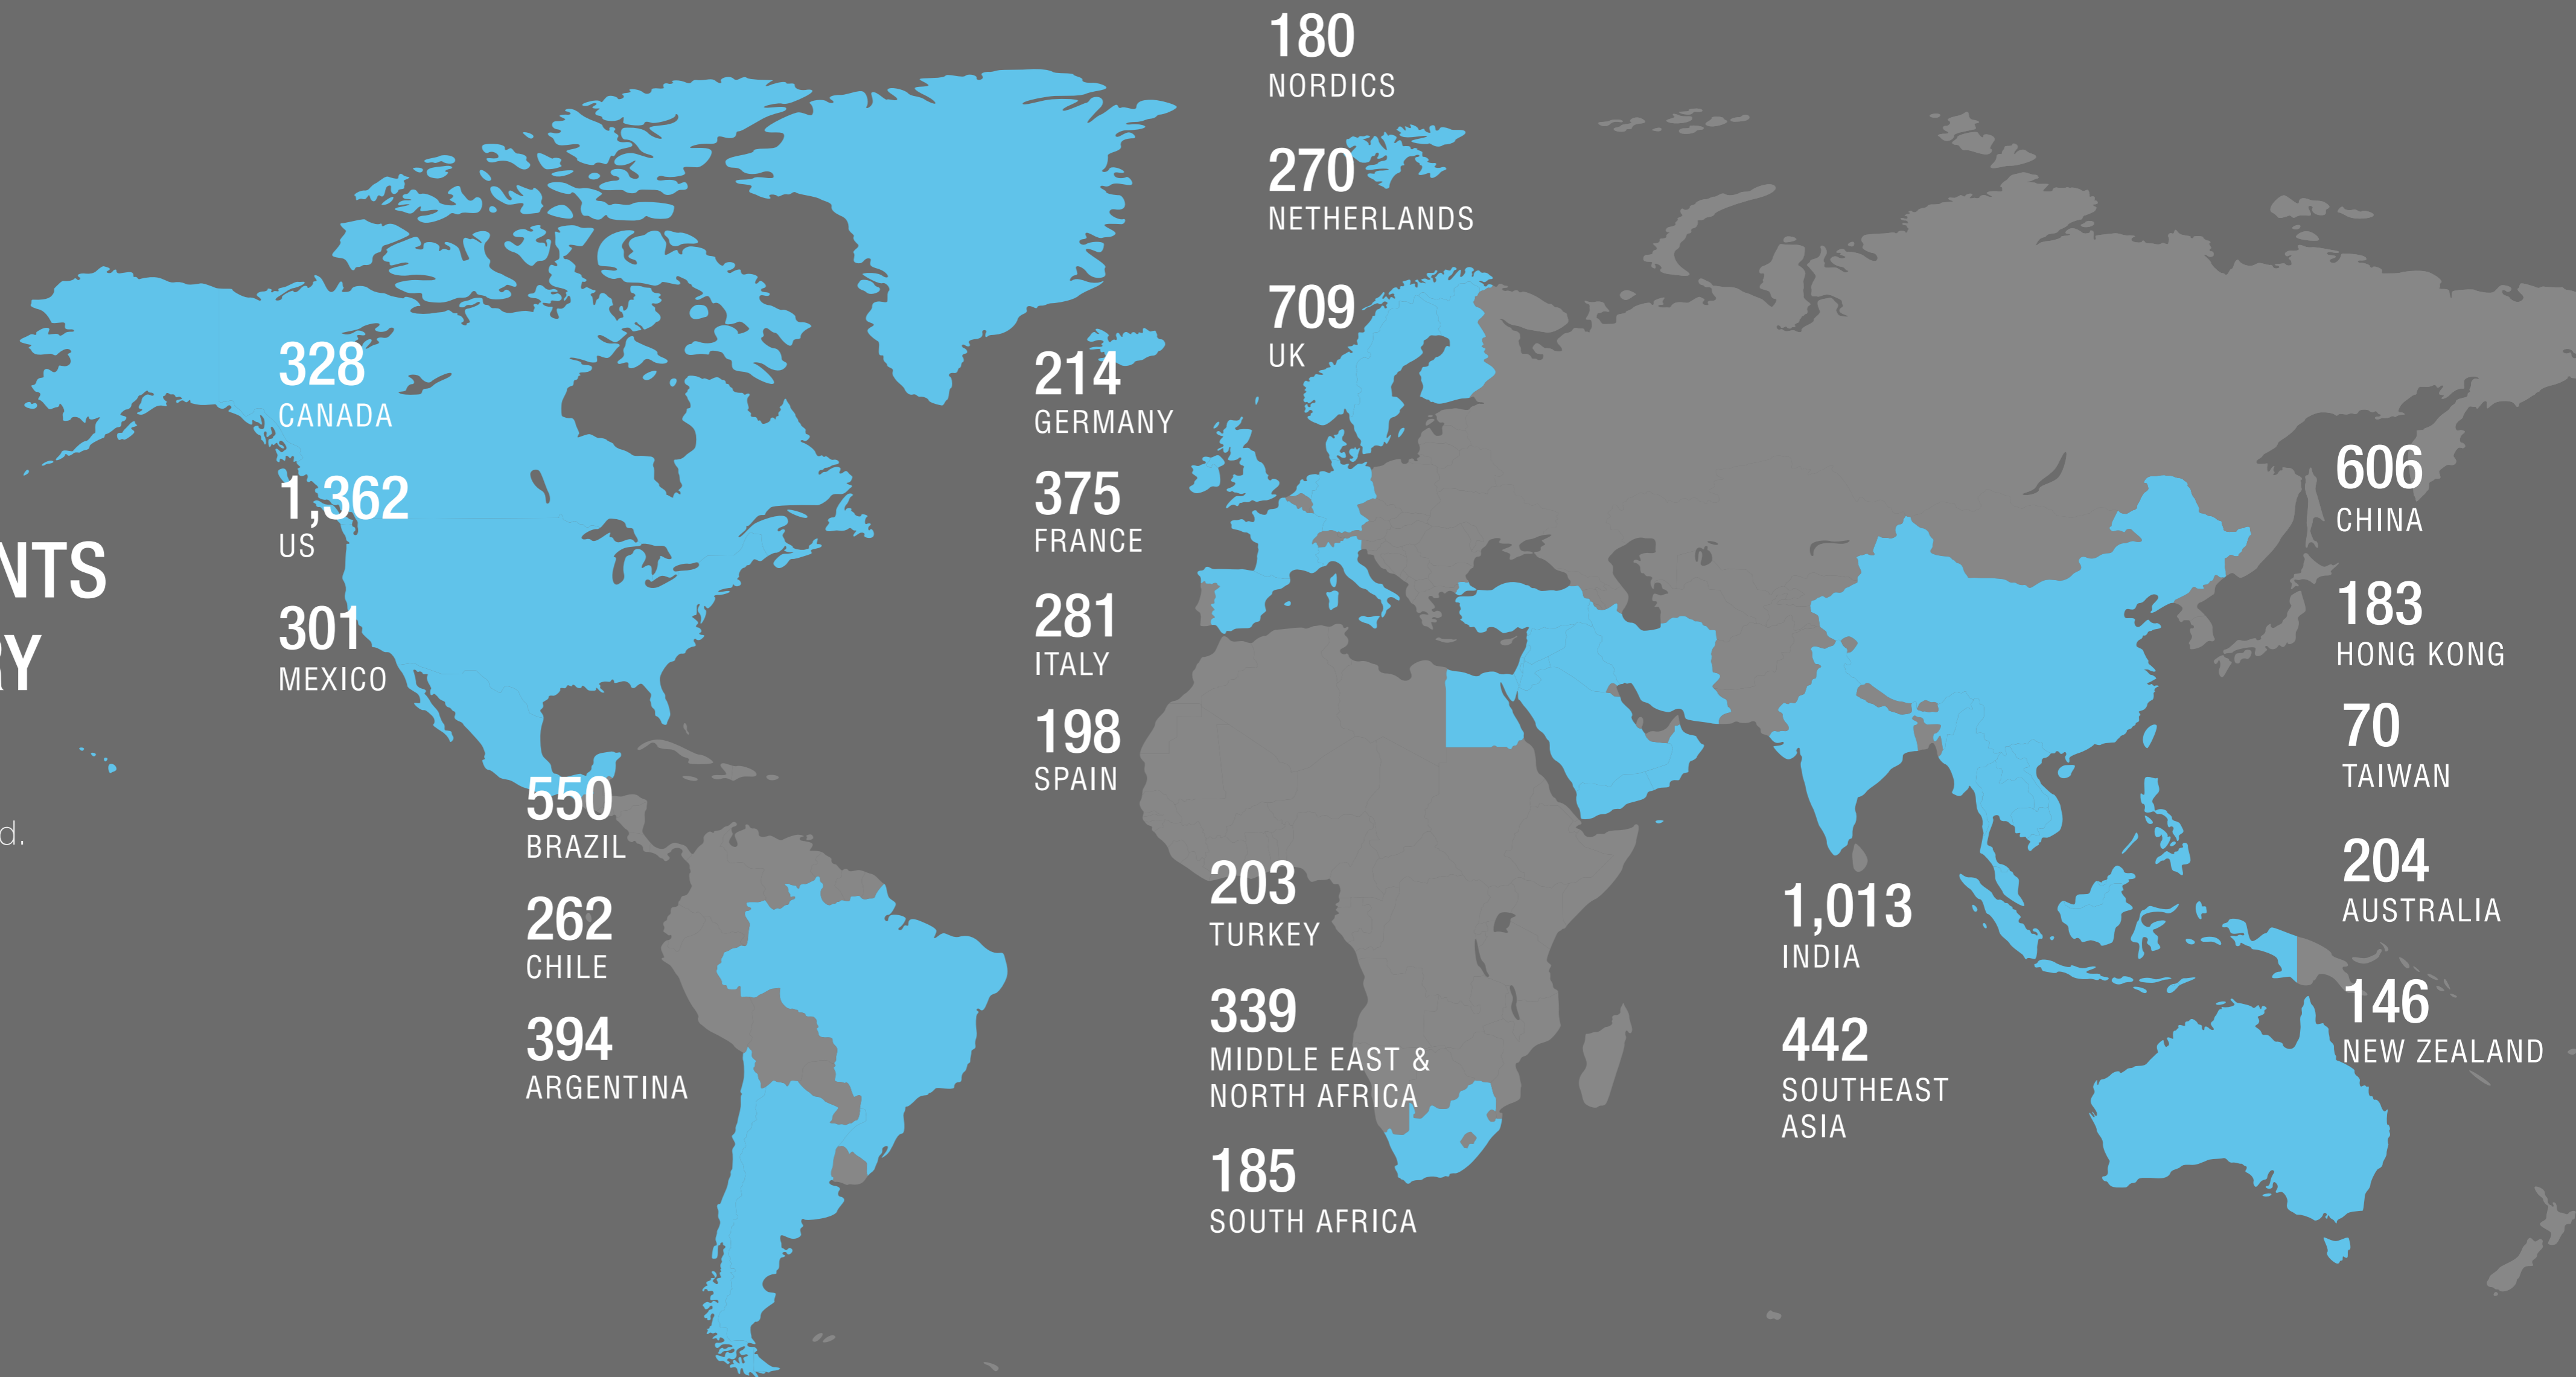 NTS
RY
d.
328
CANADA
1,362
US
301
MEXICO
550
BRAZIL
262
CHILE
394
ARGENTINA
180
NORDICS
270
NETHERLANDS
709
UK
214
GERMANY
375
FRANCE
281
ITALY
198
SPAIN
203
TURKEY
339
MIDDLE EAST &
NORTH AFRICA
185
SOUTH AFRICA
1,013
INDIA
442
SOUTHEAST
ASIA
606
CHINA
183
HONG KONG
70
TAIWAN
204
AUSTRALIA
146
NEW ZEALAND